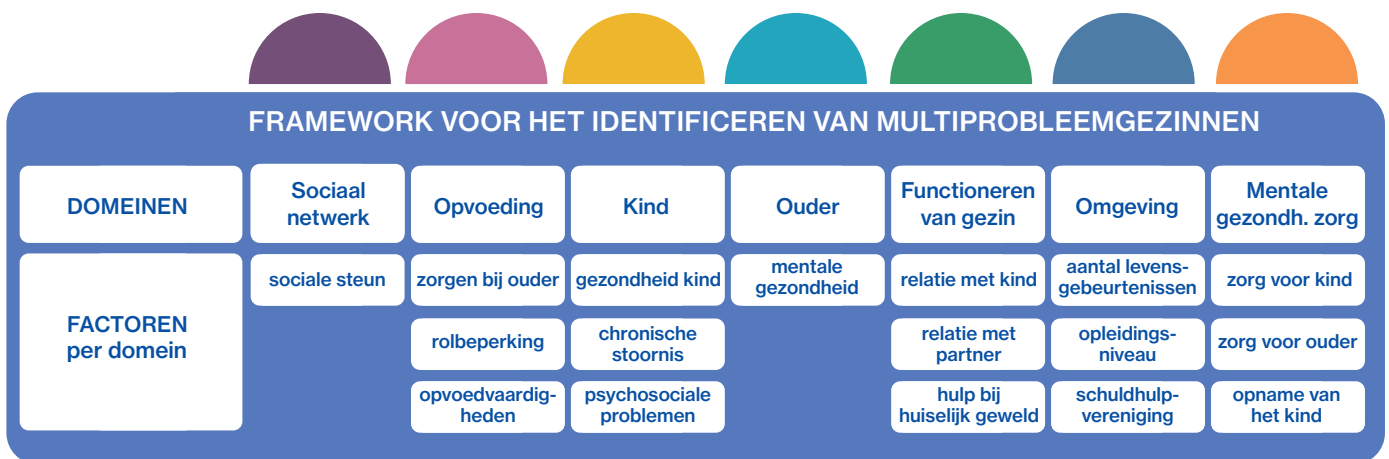 FRAMEWORK VOOR HET IDENTIFICEREN VAN MULTIPROBLEEMGEZINNEN
DOMEINEN
Sociaal
netwerk
Opvoeding
Kind
Ouder
Functioneren
van gezin
Omgeving
Mentale
gezondh. zorg
FACTOREN
per domein
sociale steun
zorgen bij ouder
gezondheid kind
mentale
gezondheid
relatie met kind
aantal levens-
gebeurtenissen
zorg voor kind
rolbeperking
chronische
stoornis
relatie met
partner
opleidings-
niveau
zorg voor ouder
opvoedvaardig-
heden
psychosociale
problemen
hulp bij
huiselijk geweld
schuldhulp-
vereniging
opname van
het kind